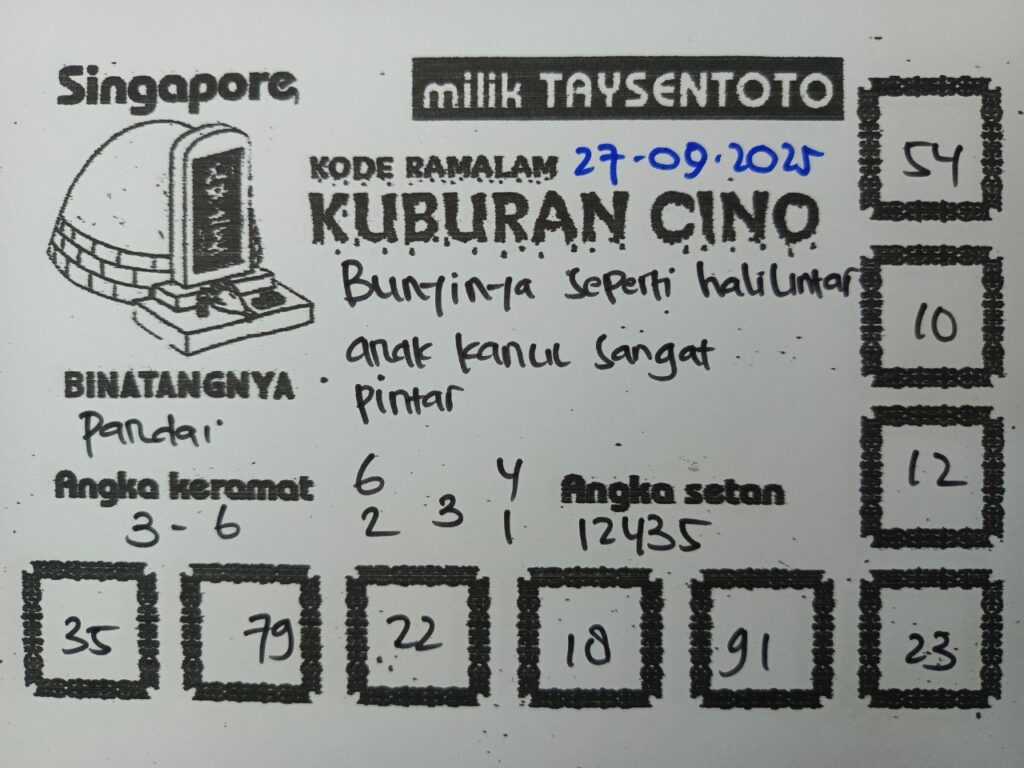 Singapore
milik TAYSENTOTO
KODE RAMALAM 27-09-2025
KUBURAN CINO
Bunyinya seperti halilintar
anak kanul sangat
pintar
BINATANGNYA
Pandai
Angka keramat
3 - 6
6 4
3
2 1
Angka setan
12435
54
10
12
35 79 22 18 91 23